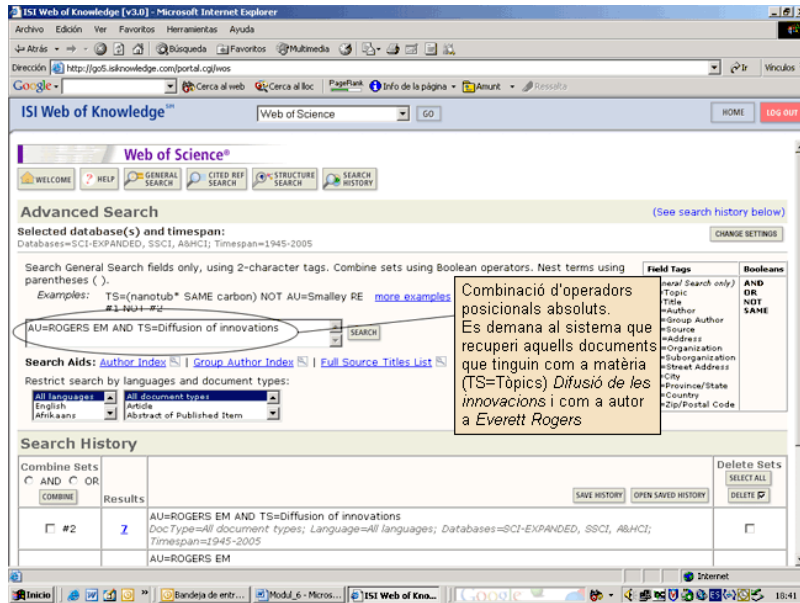 ISI Web of Knowledge [v3.0] - Microsoft Internet Explorer
Archivo Edición Ver Favoritos Herramientas Ayuda
Atrás Búsqueda Favoritos Multimedia
Dirección http://go5.isiknowledge.com/portal.cgi/wos Ir Vínculos
Google Cerca al web Cerca al lloc PageRank Info de la página Amunt Ressalta
ISI Web of Knowledge SM Web of Science GO HOME LOG OUT
Web of Science®
WELCOME ? HELP GENERAL SEARCH CITED REF SEARCH STRUCTURE SEARCH SEARCH HISTORY
Advanced Search (See search history below)
Selected database(s) and timespan: CHANGE SETTINGS
Databases=SCI-EXPANDED, SSCI, A&HCI; Timespan=1945-2005
Search General Search fields only, using 2-character tags. Combine sets using Boolean operators. Nest terms using
parentheses ( ).
Examples: TS=(nanotub* SAME carbon) NOT AU=Smalley RE more examples
#1 NOT #2
AU=ROGERS EM AND TS=Diffusion of innovations SEARCH
Search Aids: Author Index | Group Author Index | Full Source Titles List
Restrict search by languages and document types:
All languages All document types
English Article
Afrikaans Abstract of Published Item
Combinació d'operadors
posicionals absoluts.
Es demana al sistema que
recuperi aquells documents
que tinguin com a matèria
(TS=Tòpics) Difusió de les
innovacions i com a autor
a Everett Rogers
Field Tags Booleans
neral Search only) AND
=Topic OR
=Title NOT
=Author SAME
=Group Author
=Source
=Address
=Organization
=Suborganization
=Street Address
=City
=Province/State
=Country
=Zip/Postal Code
Search History
Combine Sets Delete Sets
AND OR SELECT ALL
COMBINE Results SAVE HISTORY OPEN SAVED HISTORY DELETE
#2 7 AU=ROGERS EM AND TS=Diffusion of innovations
DocType=All document types; Language=All languages; Databases=SCI-EXPANDED, SSCI, A&HCI;
Timespan=1945-2005
AU=ROGERS EM
Internet
Inicio Bandeja de entr... Modul_6 - Micros... ISI Web of Kno... Google ES 18:41